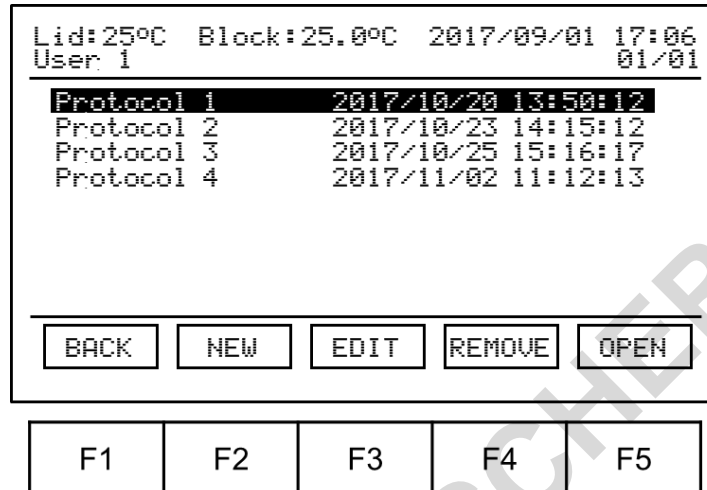 Lid:25ºC Block:25.0ºC 2017/09/01 17:06
User 1 01/01
Protocol 1 2017/10/20 13:50:12
Protocol 2 2017/10/23 14:15:12
Protocol 3 2017/10/25 15:16:17
Protocol 4 2017/11/02 11:12:13
BACK NEW EDIT REMOVE OPEN
F1 F2 F3 F4 F5